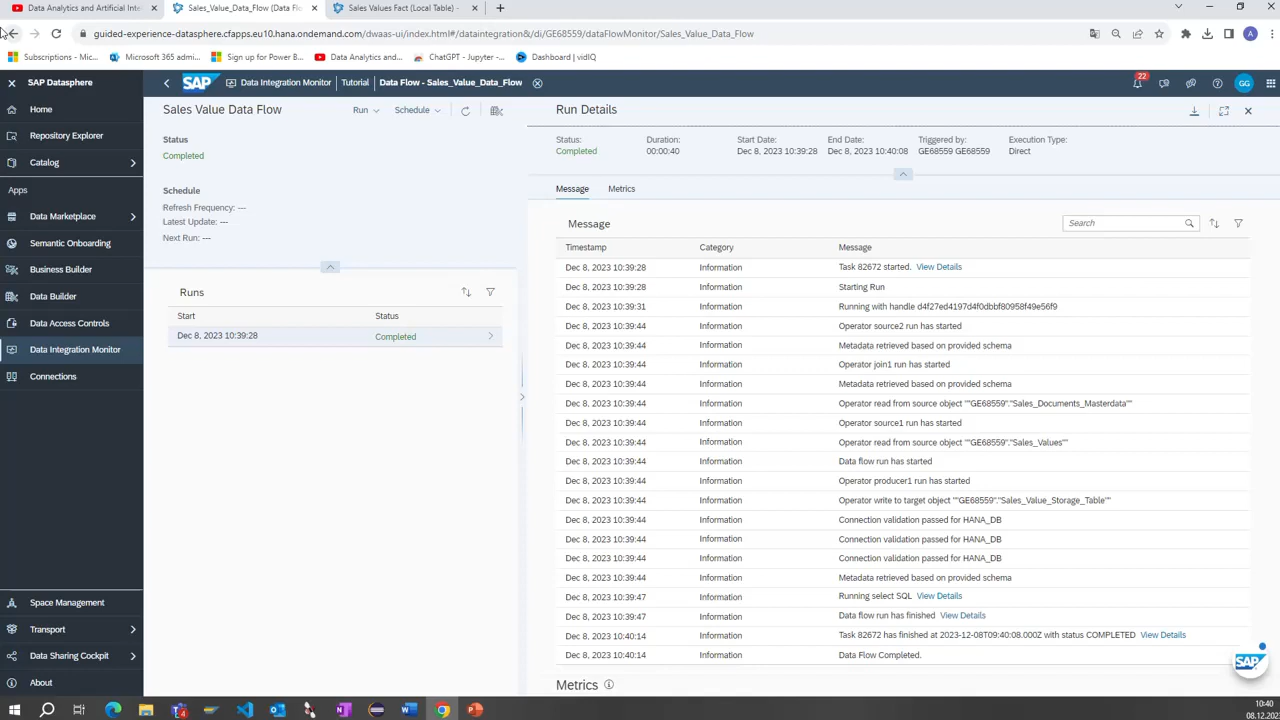 Data Analytics and Artificial Inte
Sales_Value_Data_Flow (Data Flo
Sales Values Fact (Local Table) -
guided-experience-datasphere.cfapps.eu10.hana.ondemand.com/dwaas-ui/index.html#/dataintegration&/di/GE68559/dataFlowMonitor/Sales_Value_Data_Flow
A
Subscriptions - Mic...
Microsoft 365 admi...
Sign up for Power B...
Data Analytics and...
ChatGPT - Jupyter -...
Dashboard | vidIQ
SAP Datasphere
SAP
Data Integration Monitor
Tutorial
Data Flow - Sales_Value_Data_Flow
22
GG
Home
Repository Explorer
Catalog
Apps
Data Marketplace
Semantic Onboarding
Business Builder
Data Builder
Data Access Controls
Data Integration Monitor
Connections
Space Management
Transport
Data Sharing Cockpit
About
Sales Value Data Flow
Run
Schedule
Status
Completed
Schedule
Refresh Frequency: ---
Latest Update: ---
Next Run: ---
Runs
Start Status
Dec 8, 2023 10:39:28 Completed
Run Details
Status: Duration: Start Date: End Date: Triggered by: Execution Type:
Completed 00:00:40 Dec 8, 2023 10:39:28 Dec 8, 2023 10:40:08 GE68559 GE68559 Direct
Message Metrics
Message
Search
Timestamp Category Message
Dec 8, 2023 10:39:28 Information Task 82672 started. View Details
Dec 8, 2023 10:39:28 Information Starting Run
Dec 8, 2023 10:39:31 Information Running with handle d4f27ed4197d4f0dbbf80958f49e56f9
Dec 8, 2023 10:39:44 Information Operator source2 run has started
Dec 8, 2023 10:39:44 Information Metadata retrieved based on provided schema
Dec 8, 2023 10:39:44 Information Operator join1 run has started
Dec 8, 2023 10:39:44 Information Metadata retrieved based on provided schema
Dec 8, 2023 10:39:44 Information Operator read from source object ""GE68559"."Sales_Documents_Masterdata""
Dec 8, 2023 10:39:44 Information Operator source1 run has started
Dec 8, 2023 10:39:44 Information Operator read from source object ""GE68559"."Sales_Values""
Dec 8, 2023 10:39:44 Information Data flow run has started
Dec 8, 2023 10:39:44 Information Operator producer1 run has started
Dec 8, 2023 10:39:44 Information Operator write to target object ""GE68559"."Sales_Value_Storage_Table""
Dec 8, 2023 10:39:44 Information Connection validation passed for HANA_DB
Dec 8, 2023 10:39:44 Information Connection validation passed for HANA_DB
Dec 8, 2023 10:39:44 Information Connection validation passed for HANA_DB
Dec 8, 2023 10:39:44 Information Metadata retrieved based on provided schema
Dec 8, 2023 10:39:47 Information Running select SQL View Details
Dec 8, 2023 10:39:47 Information Data flow run has finished View Details
Dec 8, 2023 10:40:14 Information Task 82672 has finished at 2023-12-08T09:40:08.000Z with status COMPLETED View Details
Dec 8, 2023 10:40:14 Information Data Flow Completed.
Metrics
SAP
10:40
08.12.202